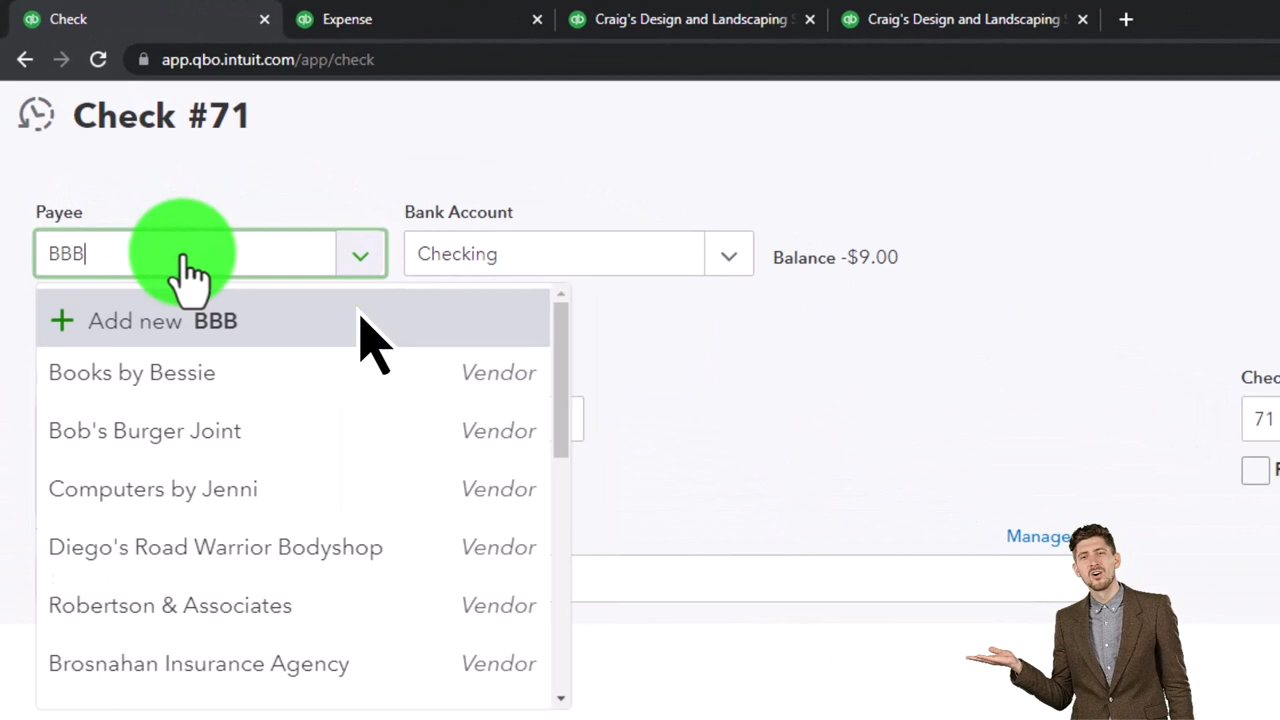 Check
Expense
Craig's Design and Landscaping
Craig's Design and Landscaping
app.qbo.intuit.com/app/check
Check #71
Payee
Bank Account
BBB
Checking
Balance -$9.00
Add new BBB
Books by Bessie Vendor
Bob's Burger Joint Vendor
Computers by Jenni Vendor
Diego's Road Warrior Bodyshop Vendor
Robertson & Associates Vendor
Brosnahan Insurance Agency Vendor
Chec
71
Manage